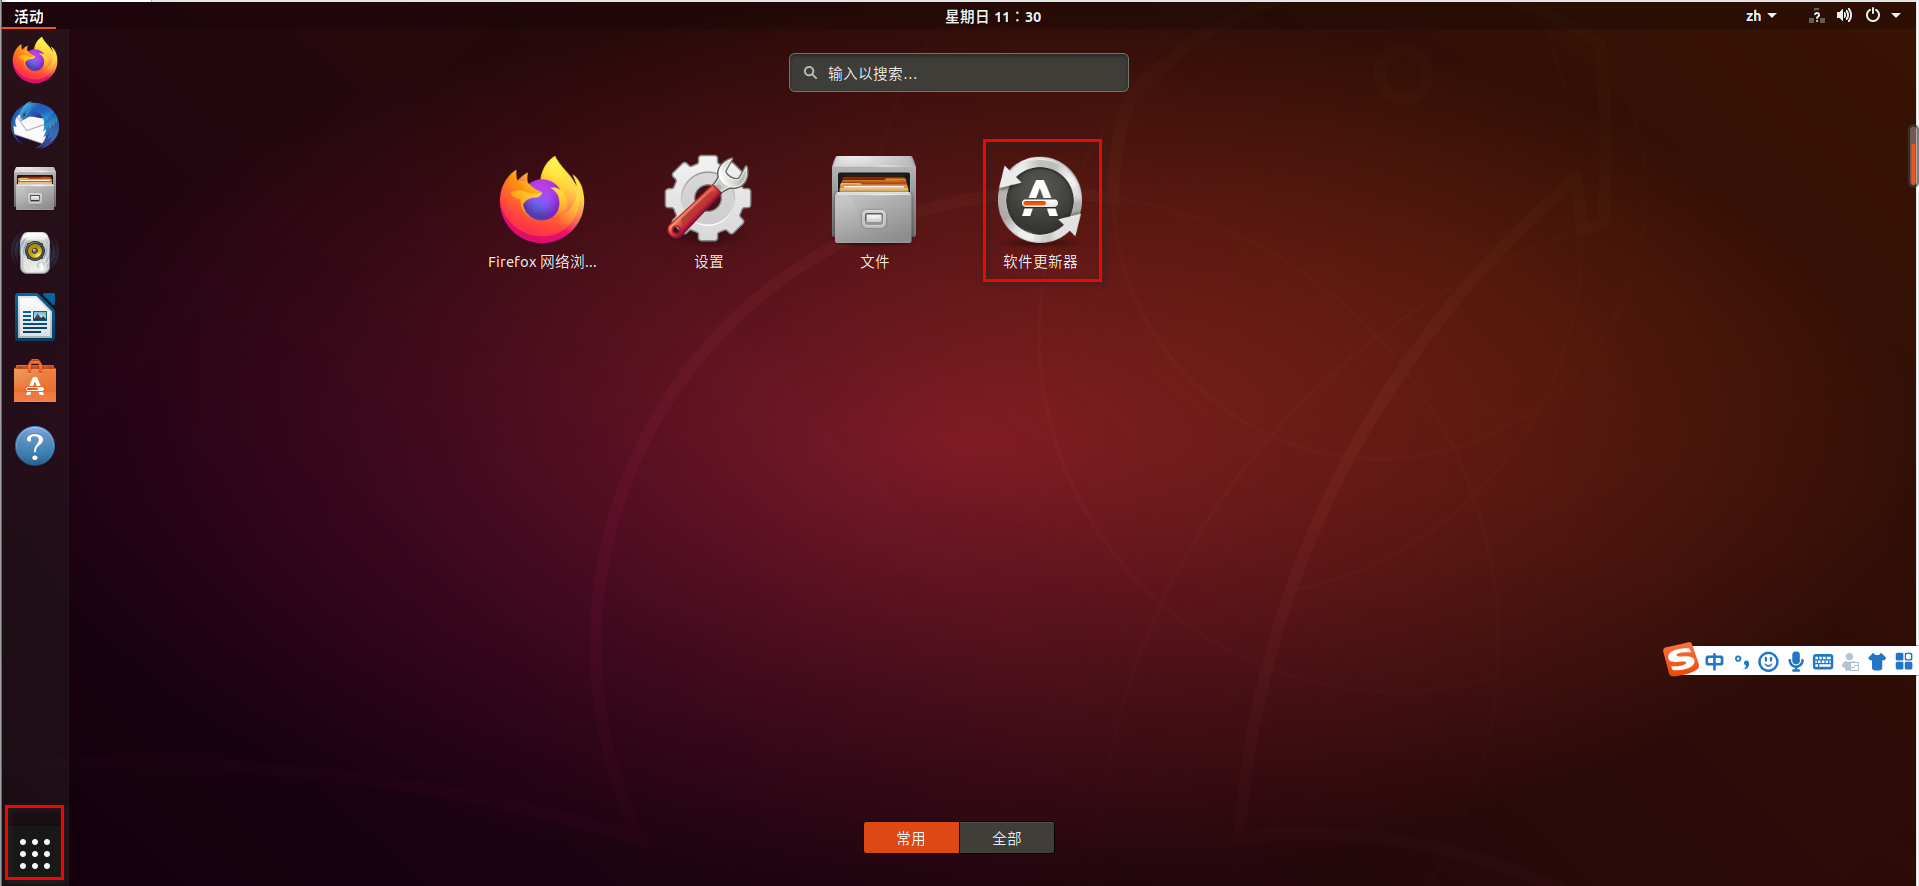 活动
星期日 11：30
zh
输入以搜索...
Firefox 网络浏...
设置
文件
软件更新器
中
常用
全部